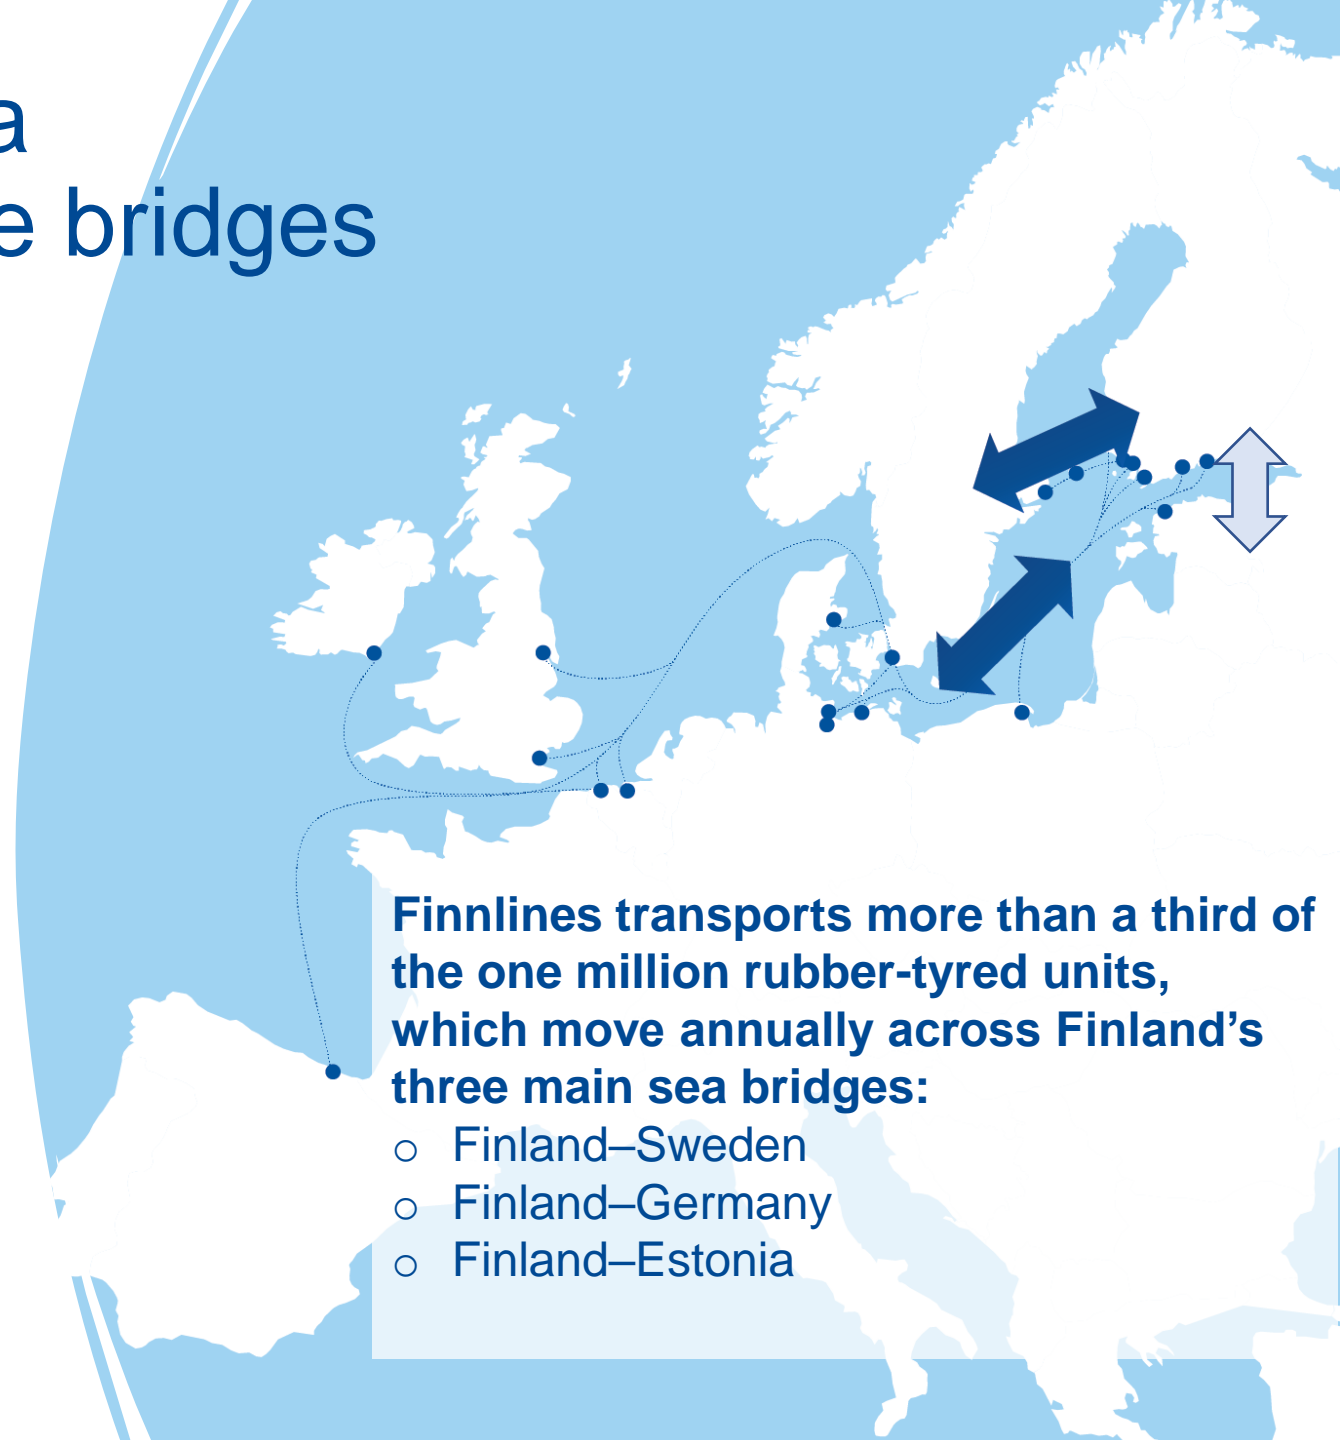 a
e bridges
Finnlines transports more than a third of
the one million rubber-tyred units,
which move annually across Finland’s
three main sea bridges:
○ Finland–Sweden
○ Finland–Germany
○ Finland–Estonia